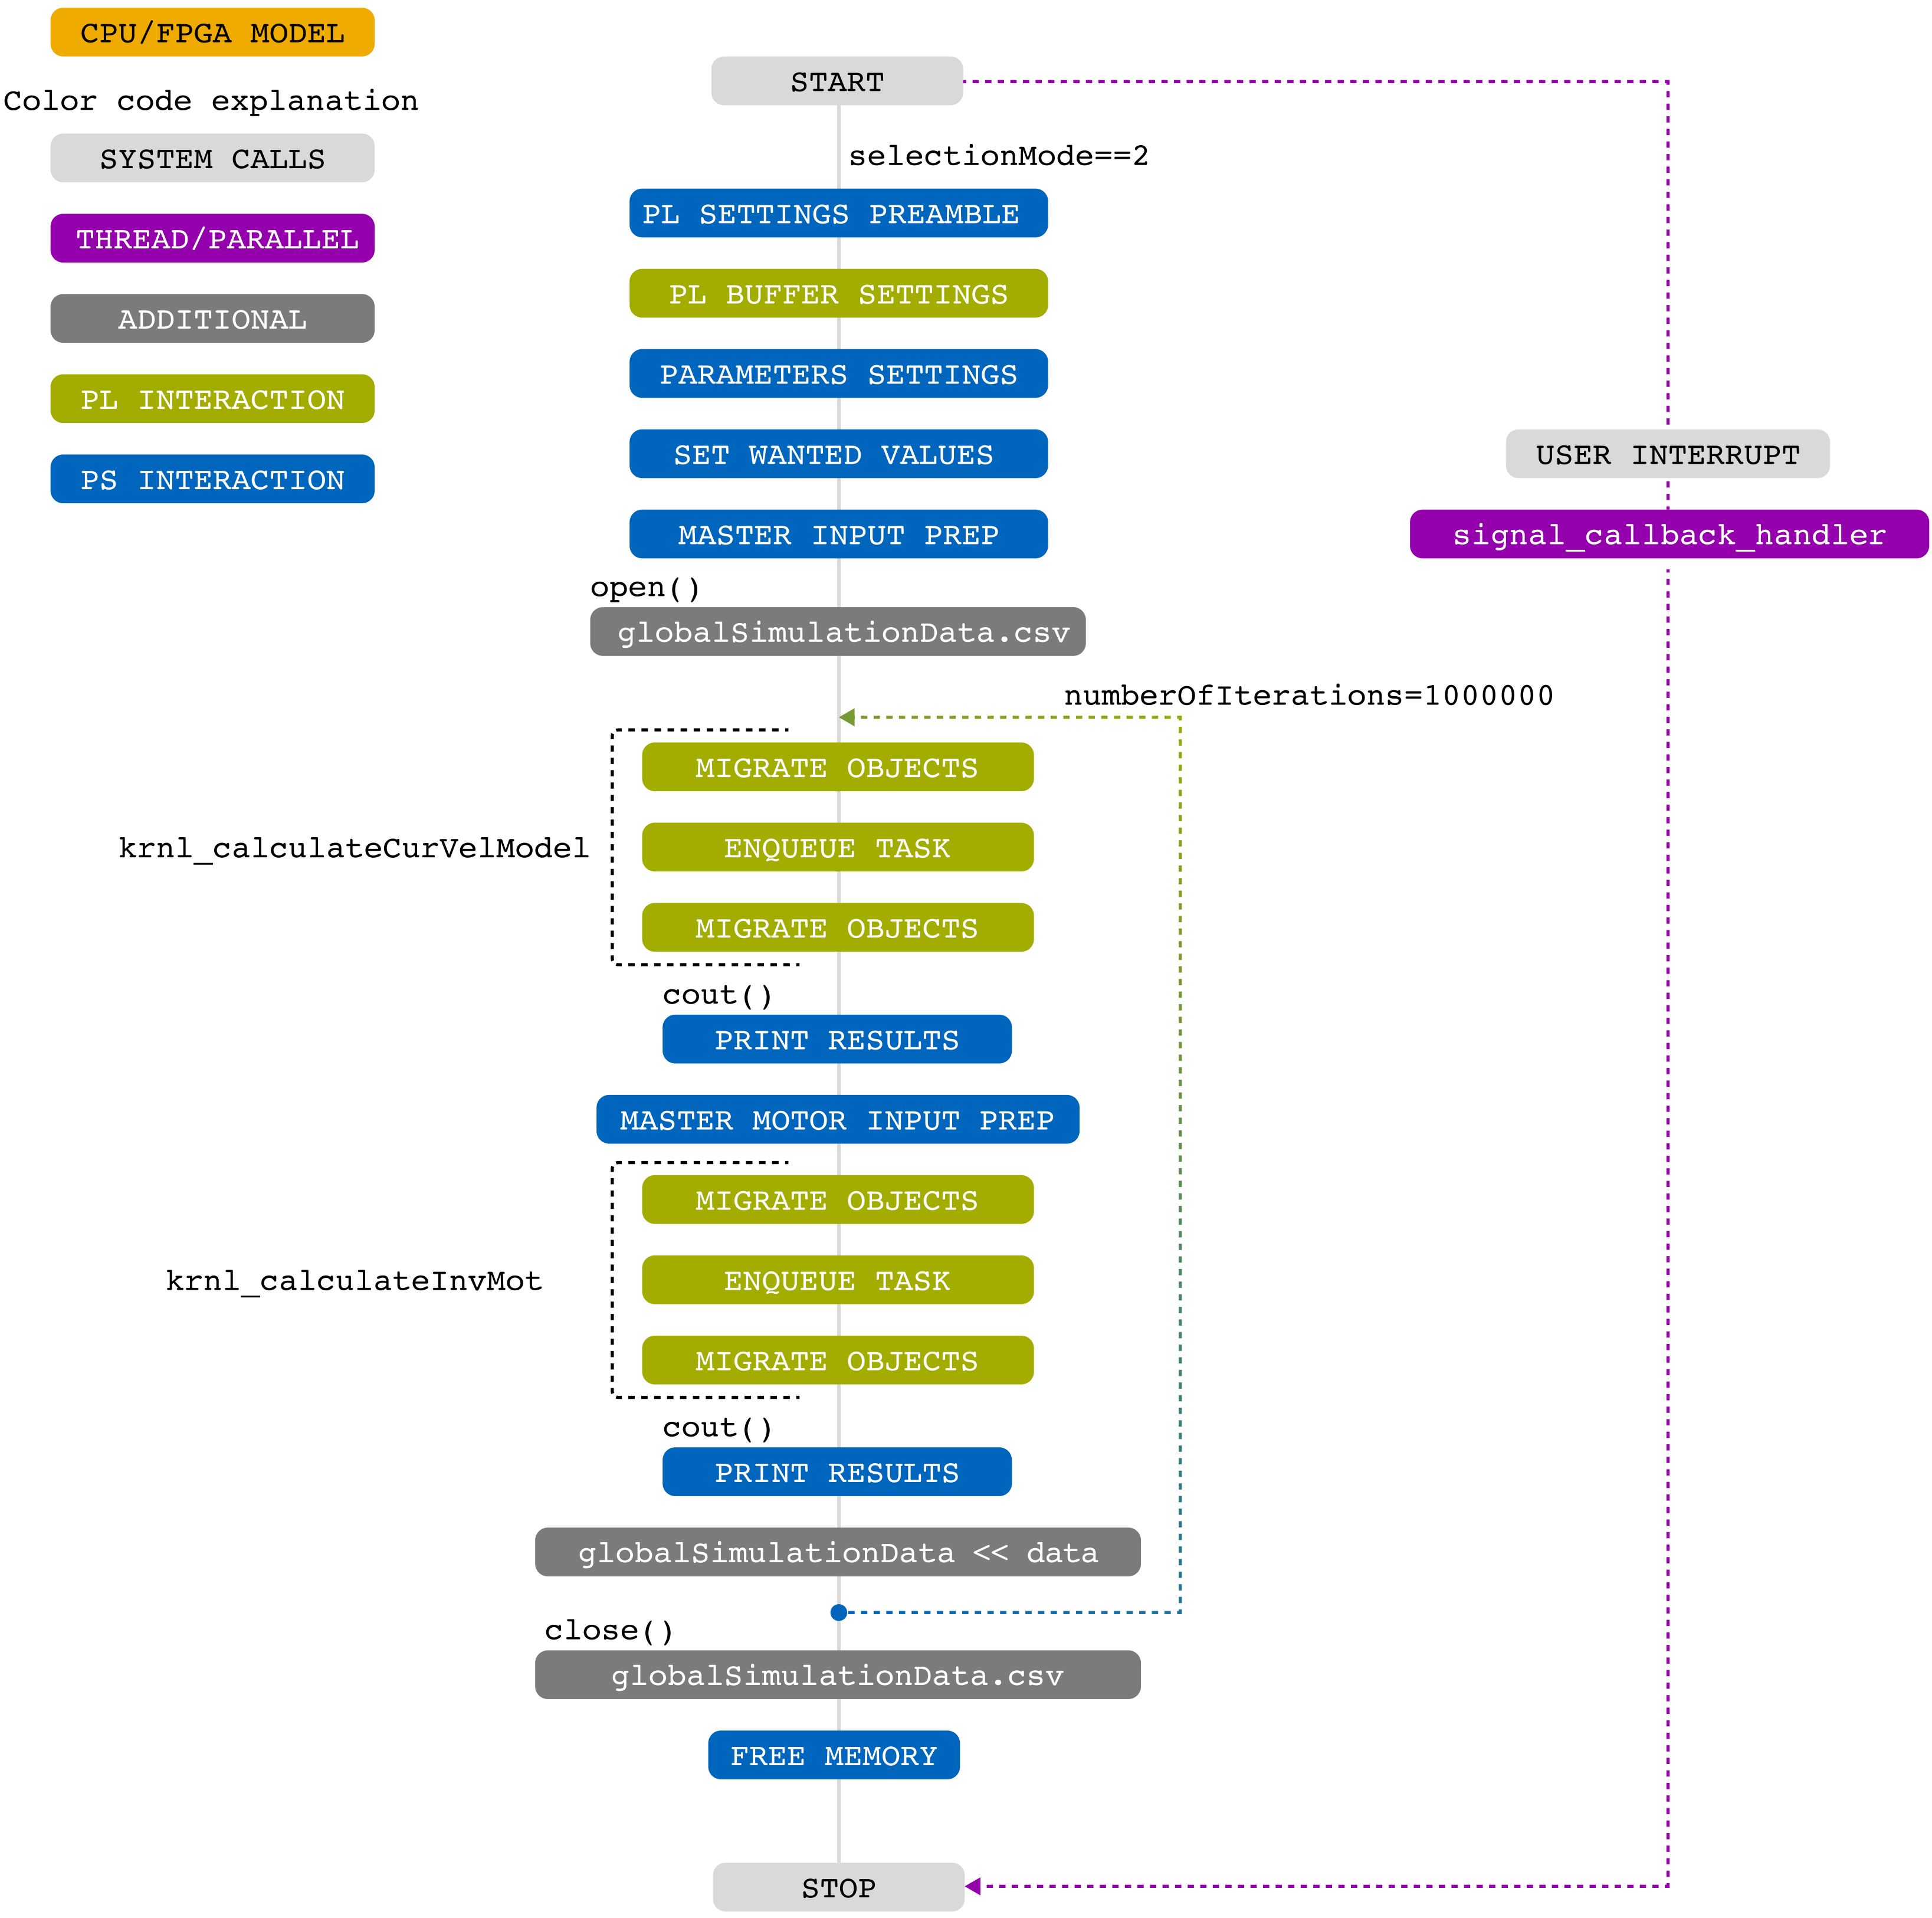 CPU/FPGA MODEL
Color code explanation
SYSTEM CALLS
THREAD/PARALLEL
ADDITIONAL
PL INTERACTION
PS INTERACTION
START
selectionMode==2
PL SETTINGS PREAMBLE
PL BUFFER SETTINGS
PARAMETERS SETTINGS
SET WANTED VALUES
MASTER INPUT PREP
open()
globalSimulationData.csv
numberOfIterations=1000000
krnl_calculateCurVelModel
MIGRATE OBJECTS
ENQUEUE TASK
MIGRATE OBJECTS
cout()
PRINT RESULTS
MASTER MOTOR INPUT PREP
krnl_calculateInvMot
MIGRATE OBJECTS
ENQUEUE TASK
MIGRATE OBJECTS
cout()
PRINT RESULTS
globalSimulationData << data
close()
globalSimulationData.csv
FREE MEMORY
STOP
USER INTERRUPT
signal_callback_handler